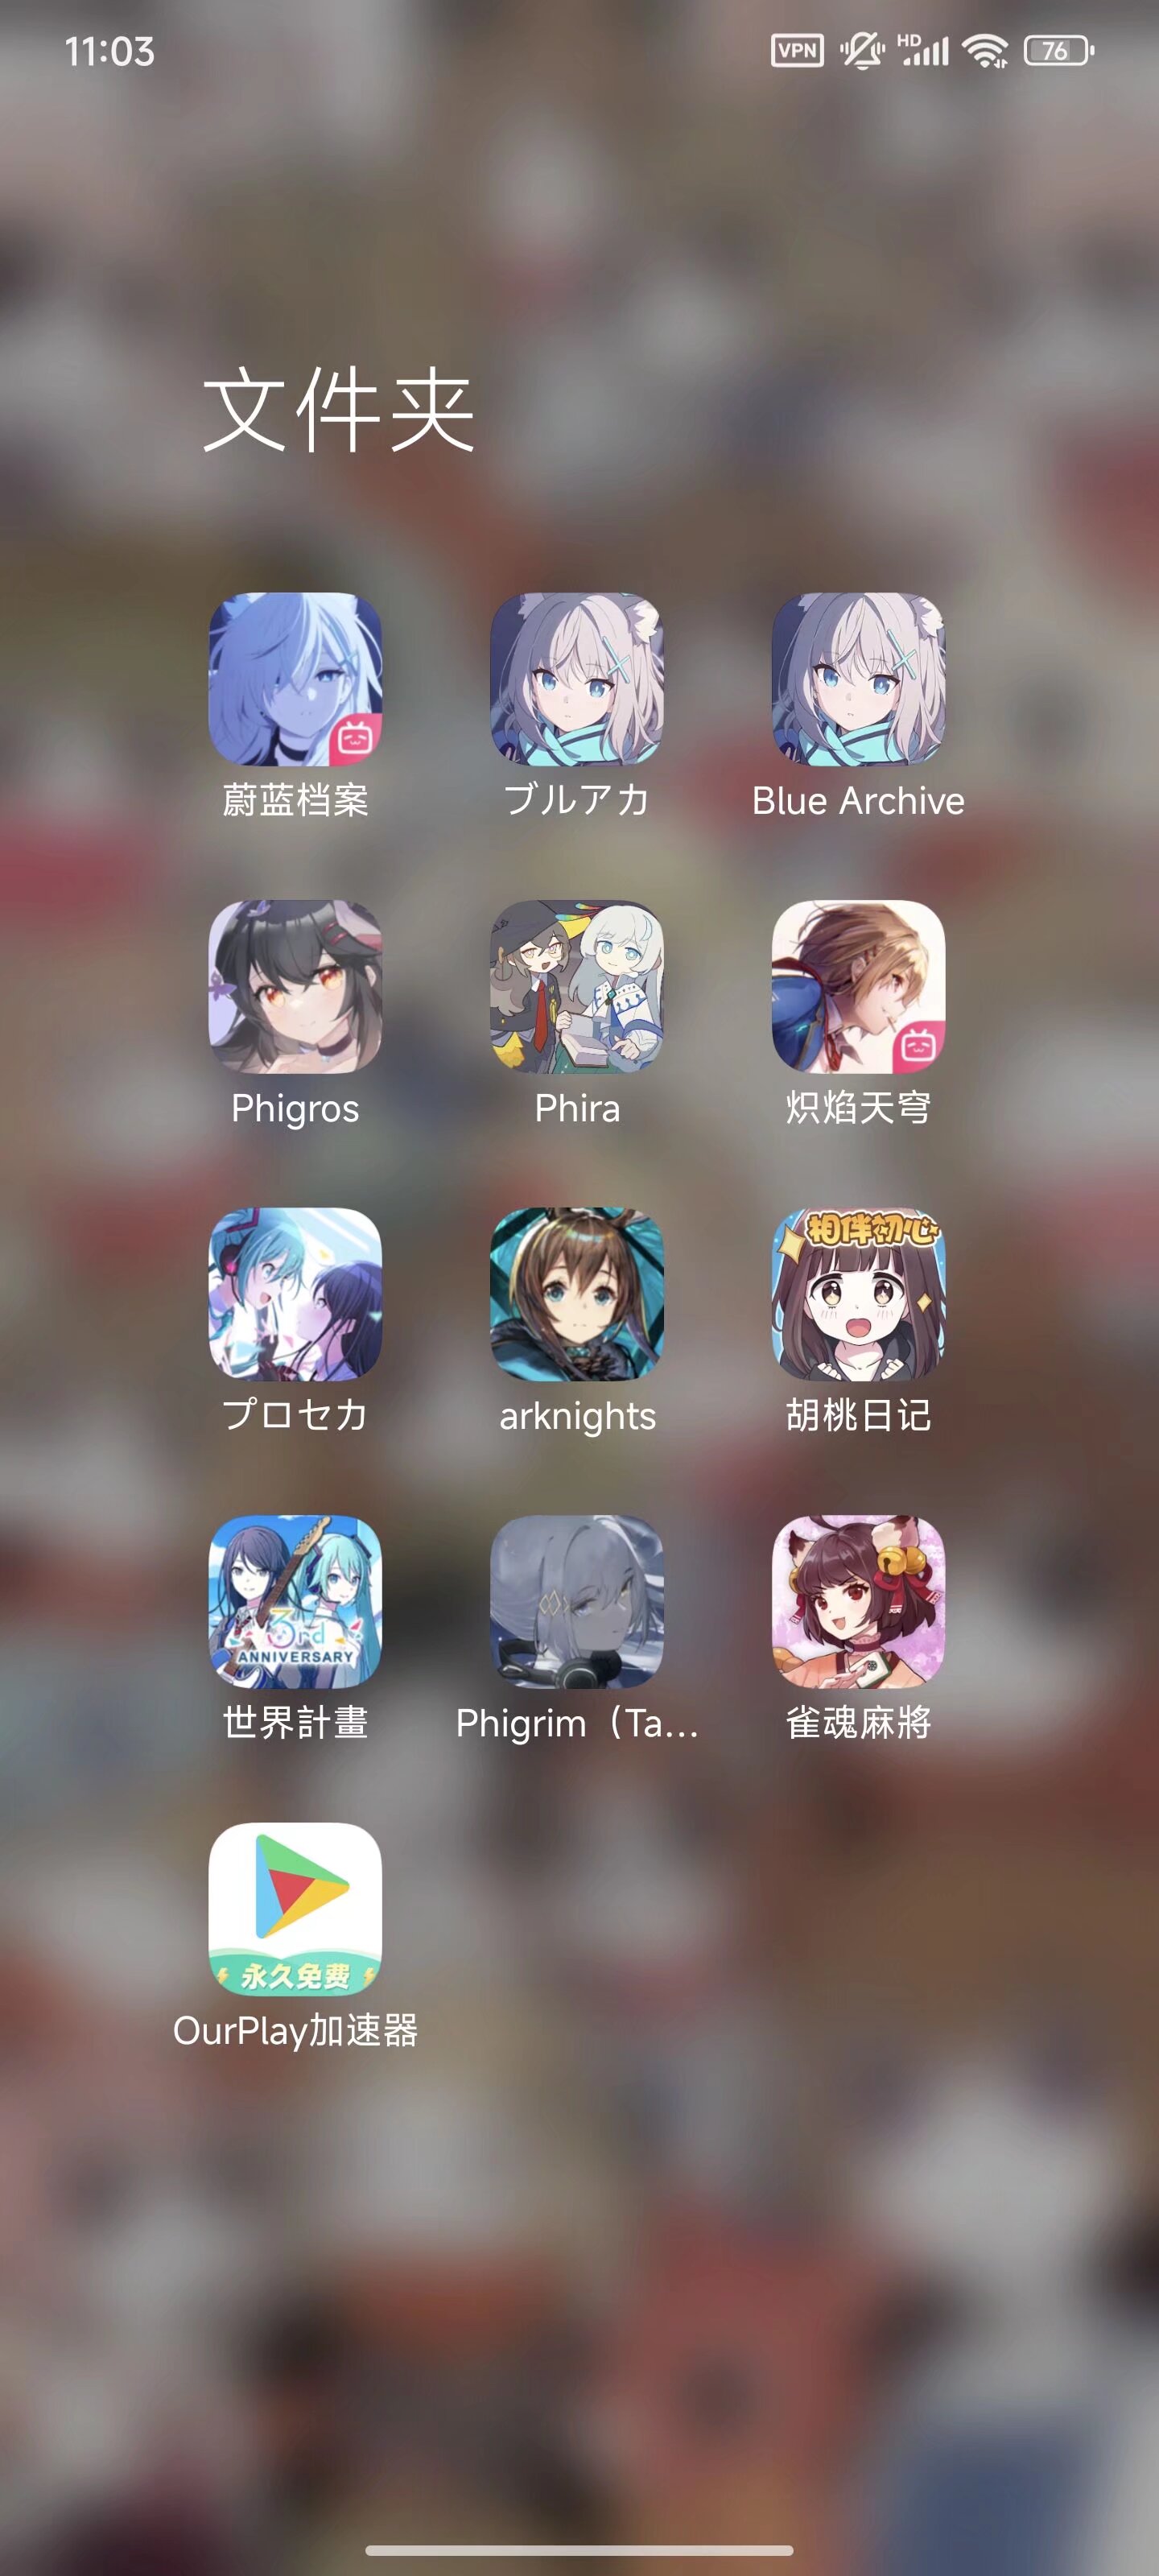 11:03
VPN HD 76
文件夹
蔚蓝档案 ブルアカ Blue Archive
Phigros Phira 炽焰天穹
相伴初心
プロセカ arknights 胡桃日记
3rd
ANNIVERSARY
世界計畫 Phigrim（Ta... 雀魂麻將
永久免费
OurPlay加速器